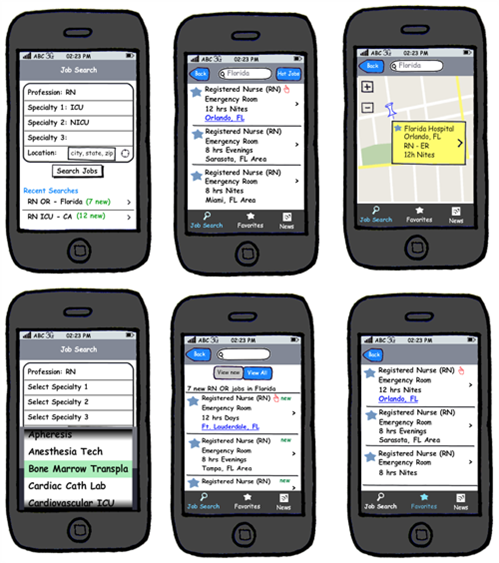 ABC 3G 02:23 PM
Job Search
Profession: RN
Specialty 1: ICU
Specialty 2: NICU
Specialty 3:
Location: city, state, zip
Search Jobs
Recent Searches
RN OR - Florida (7 new)
RN ICU - CA (12 new)
ABC 3G 02:23 PM
Back Florida Hot Jobs
Registered Nurse (RN)
Emergency Room
12 hrs Nites
Orlando, FL
Registered Nurse (RN)
Emergency Room
8 hrs Evenings
Sarasota, FL Area
Registered Nurse (RN)
Emergency Room
8 hrs Nites
Miami, FL Area
Job Search Favorites News
ABC 3G 02:23 PM
Back Florida
+
-
Florida Hospital
Orlando, FL
RN - ER
12h Nites
Job Search Favorites News
ABC 3G 02:23 PM
Job Search
Profession: RN
Select Specialty 1
Select Specialty 2
Select Specialty 3
Apheresis
Anesthesia Tech
Bone Marrow Transpla
Cardiac Cath Lab
Cardiovascular ICU
ABC 3G 02:23 PM
Back
View new View All
7 new RN OR jobs in Florida
Registered Nurse (RN) new
Emergency Room
12 hrs Days
Ft. Lauderdale, FL
Registered Nurse (RN) new
Emergency Room
8 hrs Evenings
Tampa, FL Area
Registered Nurse (RN) new
Job Search Favorites News
ABC 3G 02:23 PM
Back
Registered Nurse (RN)
Emergency Room
12 hrs Nites
Orlando, FL
Registered Nurse (RN)
Emergency Room
8 hrs Evenings
Sarasota, FL Area
Registered Nurse (RN)
Emergency Room
8 hrs Nites
Job Search Favorites News